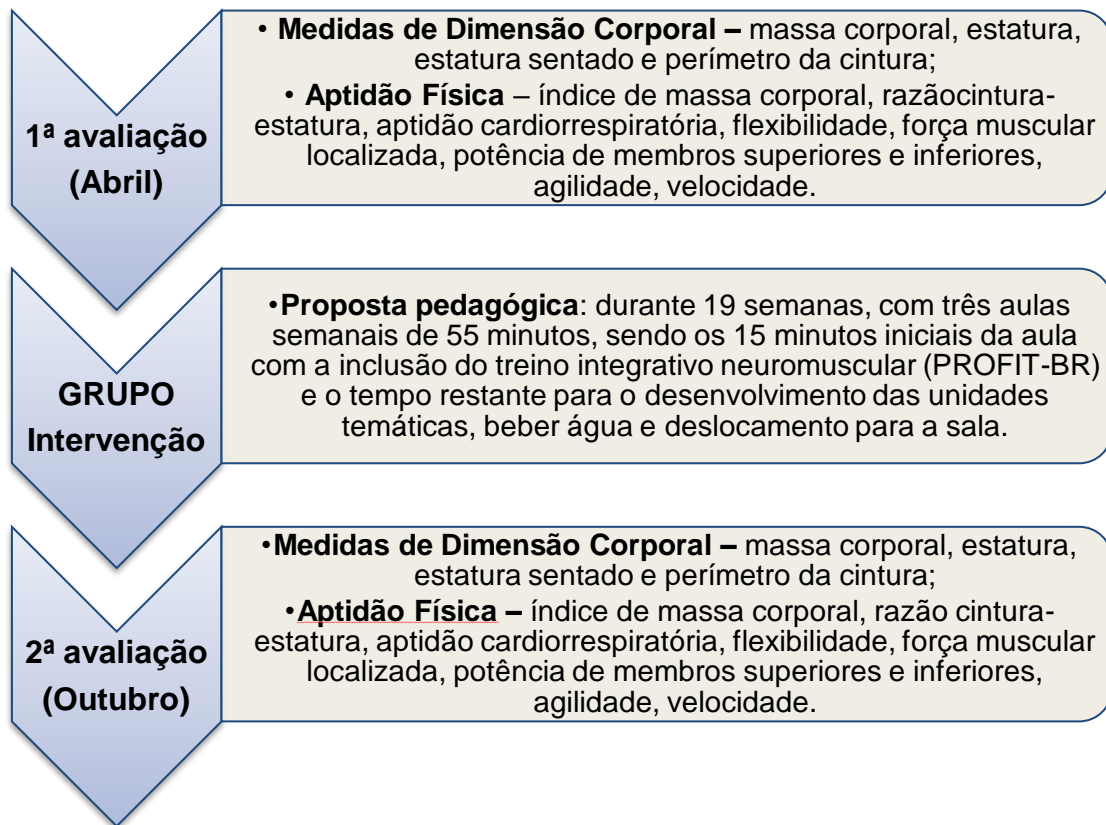 1ª avaliação
(Abril)
• Medidas de Dimensão Corporal – massa corporal, estatura,
estatura sentado e perímetro da cintura;
• Aptidão Física – índice de massa corporal, razãocintura-
estatura, aptidão cardiorrespiratória, flexibilidade, força muscular
localizada, potência de membros superiores e inferiores,
agilidade, velocidade.
GRUPO
Intervenção
•Proposta pedagógica: durante 19 semanas, com três aulas
semanais de 55 minutos, sendo os 15 minutos iniciais da aula
com a inclusão do treino integrativo neuromuscular (PROFIT-BR)
e o tempo restante para o desenvolvimento das unidades
temáticas, beber água e deslocamento para a sala.
2ª avaliação
(Outubro)
•Medidas de Dimensão Corporal – massa corporal, estatura,
estatura sentado e perímetro da cintura;
•Aptidão Física – índice de massa corporal, razão cintura-
estatura, aptidão cardiorrespiratória, flexibilidade, força muscular
localizada, potência de membros superiores e inferiores,
agilidade, velocidade.